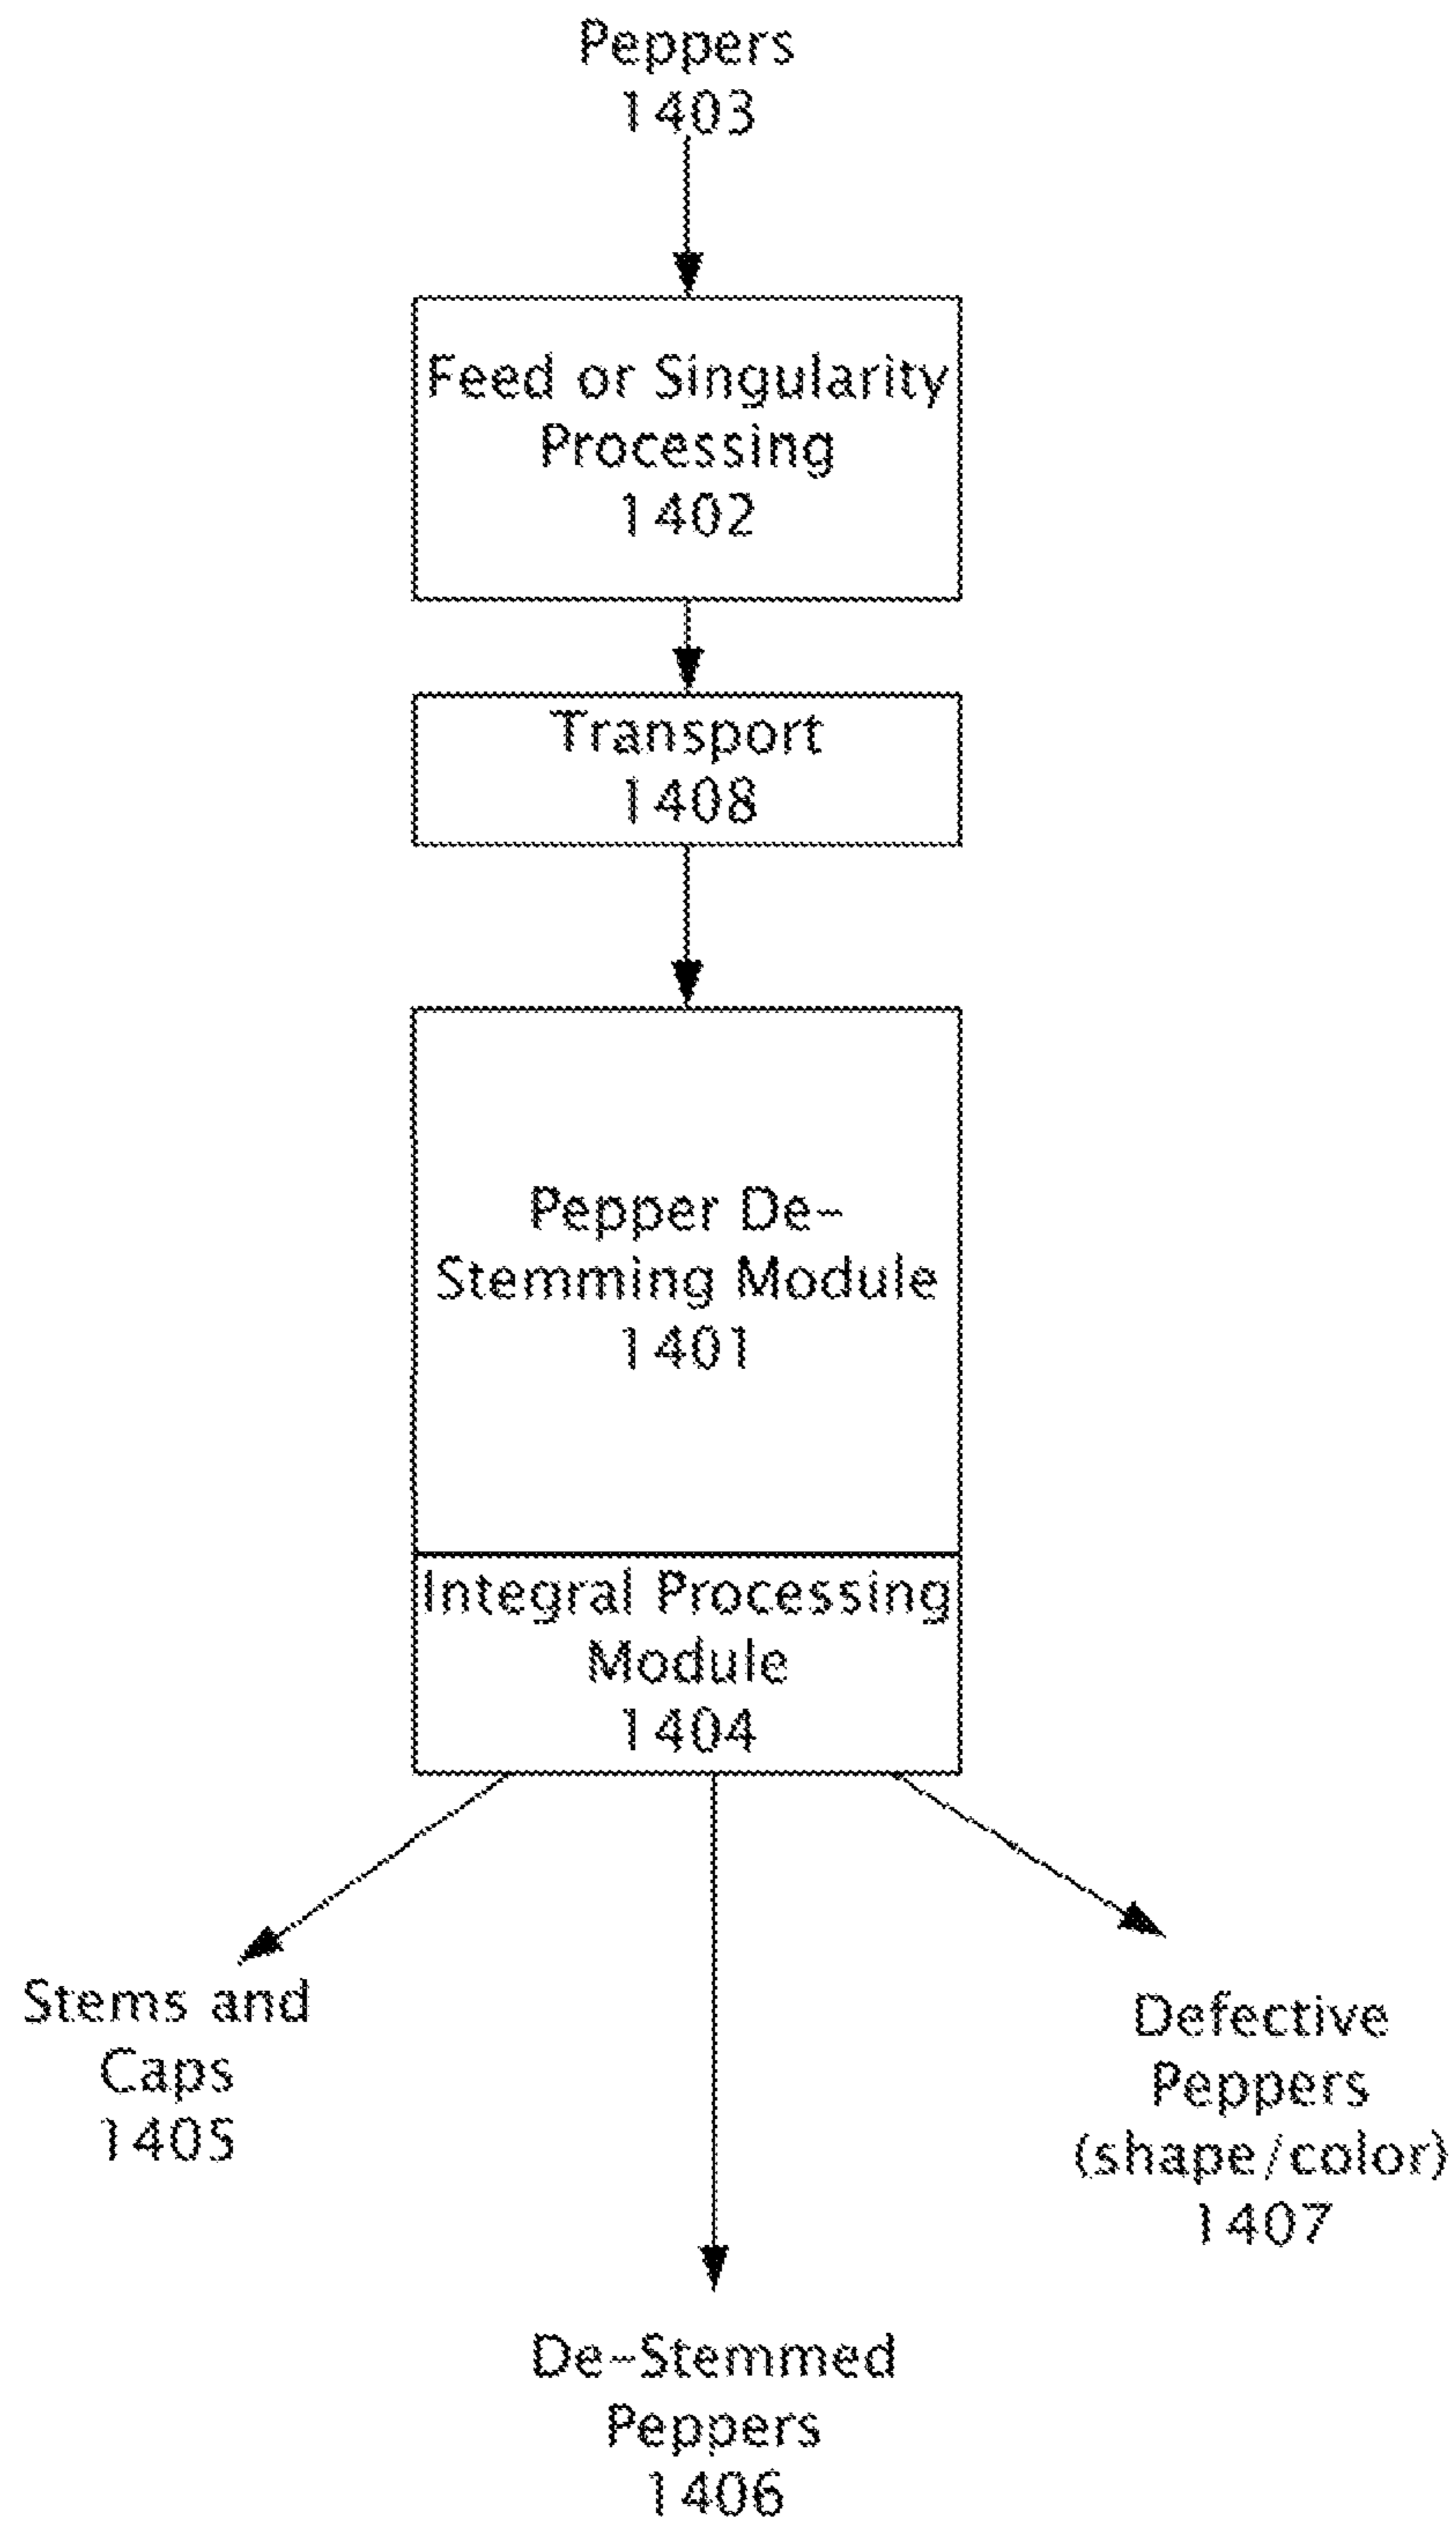 Peppers
1403
Feed or Singularity
Processing
1402
Transport
1408
Pepper De-
Stemming Module
1401
Integral Processing
Module
1404
Stems and
Caps
1405
Defective
Peppers
(shape/color)
1407
De-Stemmed
Peppers
1406